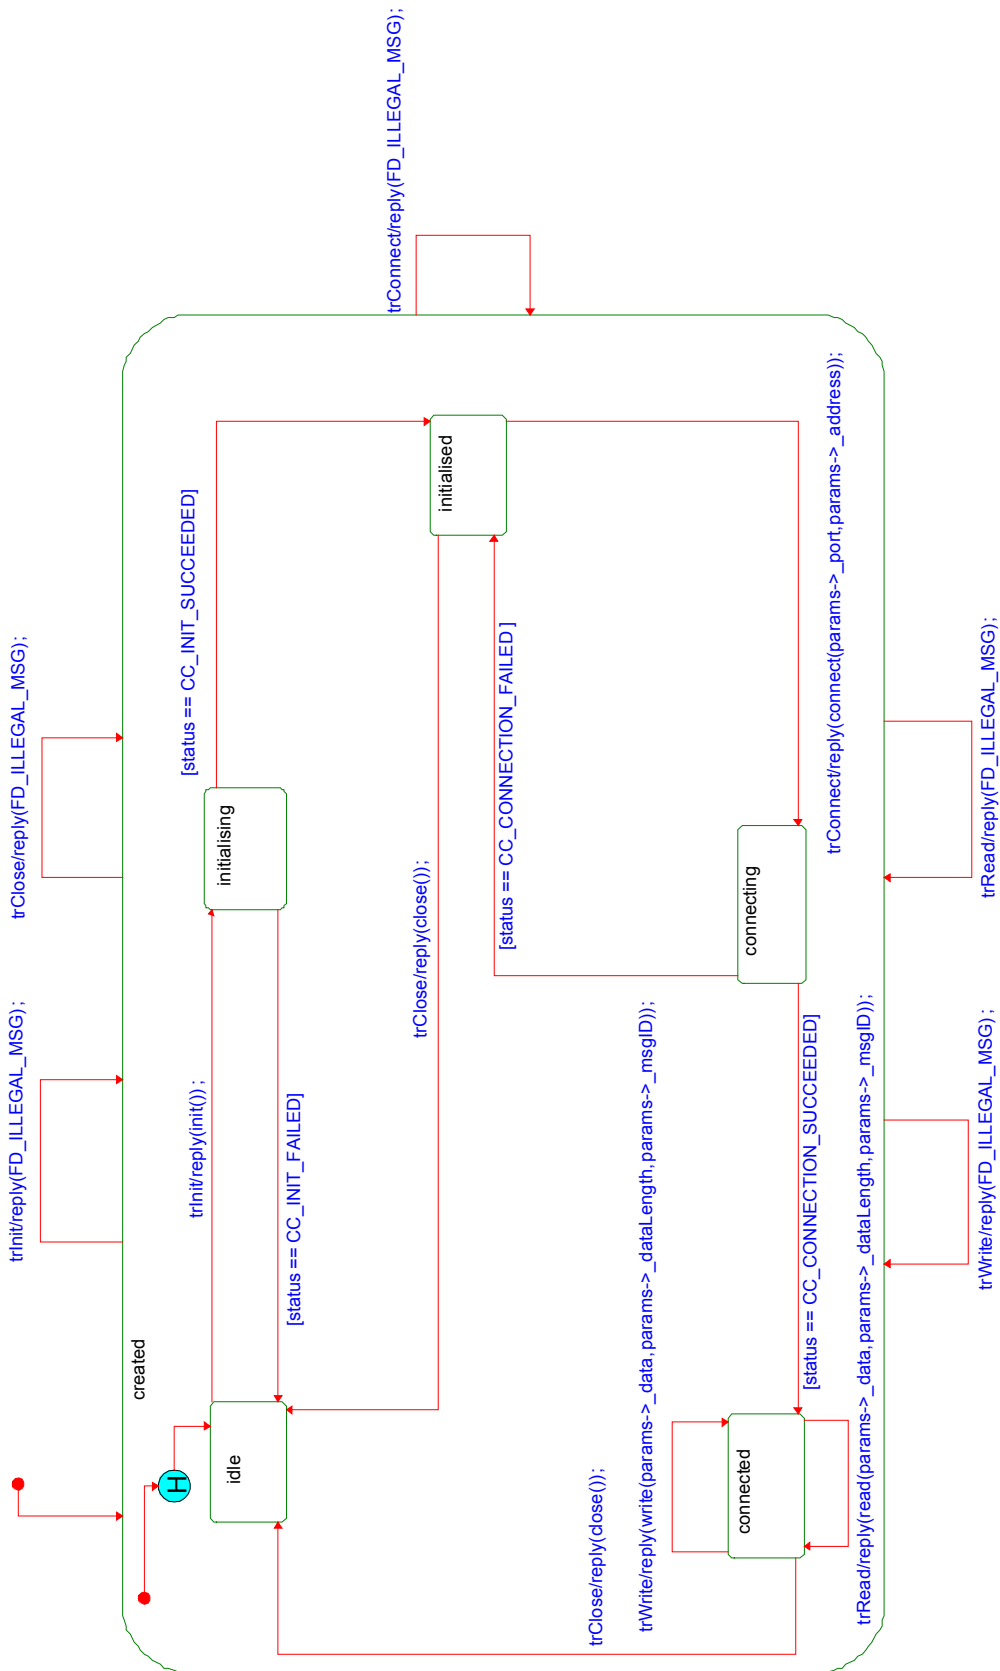 trConnect/reply(FD_ILLEGAL_MSG);
trClose/reply(FD_ILLEGAL_MSG);
trInit/reply(FD_ILLEGAL_MSG);
created
H
idle
trInit/reply(init());
[status == CC_INIT_FAILED]
initialising
[status == CC_INIT_SUCCEEDED]
initialised
trClose/reply(close());
[status == CC_CONNECTION_FAILED ]
trConnect/reply(connect(params->_port,params->_address));
connecting
[status == CC_CONNECTION_SUCCEEDED]
trWrite/reply(write(params->_data,params->_dataLength,params->_msgID));
connected
trRead/reply(read(params->_data,params->_dataLength,params->_msgID));
trClose/reply(close());
trRead/reply(FD_ILLEGAL_MSG);
trWrite/reply(FD_ILLEGAL_MSG);